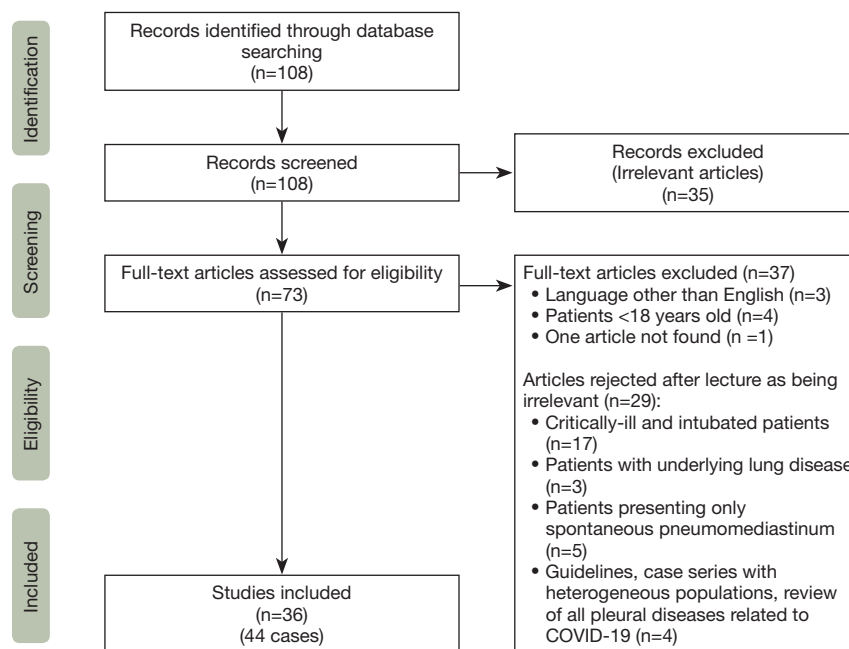 Identification
Records identified through database
searching
(n=108)
Screening
Records screened
(n=108)
Records excluded
(Irrelevant articles)
(n=35)
Full-text articles assessed for eligibility
(n=73)
Eligibility
Full-text articles excluded (n=37)
• Language other than English (n=3)
• Patients <18 years old (n=4)
• One article not found (n =1)
Articles rejected after lecture as being
irrelevant (n=29):
• Critically-ill and intubated patients
(n=17)
• Patients with underlying lung disease
(n=3)
• Patients presenting only
spontaneous pneumomediastinum
(n=5)
• Guidelines, case series with
heterogeneous populations, review
of all pleural diseases related to
COVID-19 (n=4)
Included
Studies included
(n=36)
(44 cases)